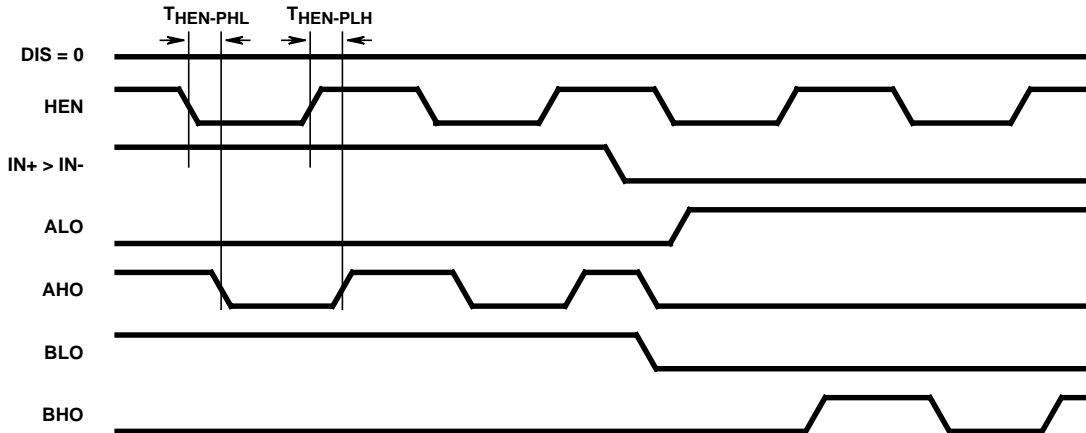 THEN-PHL THEN-PLH
DIS = 0
HEN
IN+ > IN-
ALO
AHO
BLO
BHO